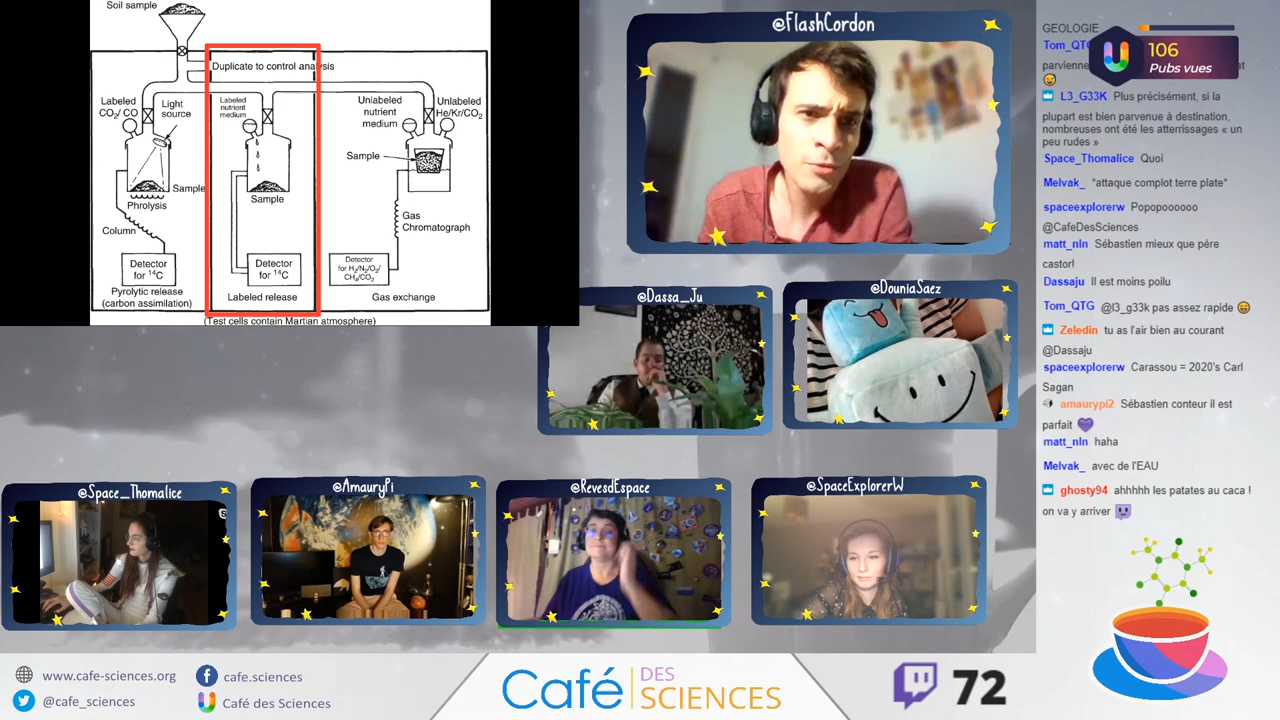 Soil sample
Duplicate to control analysis
Labeled
CO2/ CO
Light
source
Labeled
nutrient
medium
Unlabeled
nutrient
medium
Unlabeled
He/Kr/CO2
Sample
Sample
Phrolysis
Sample
Column
Gas
Chromatograph
Detector
for 14C
Detector
for 14C
Detector
for H2/N2/O2/
CH4/CO2
Pyrolytic release
(carbon assimilation)
Labeled release
Gas exchange
(Test cells contain Martian atmosphere)
@FlashCordon
@Dassa_Ju
@DouniaSaez
@Space_Thomalice
@AmauryPi
@RevesdEspace
@SpaceExplorerW
GEOLOGIE
106
Pubs vues
L3_G33K Plus précisément, si la
plupart est bien parvenue à destination,
nombreuses ont été les atterrissages « un
peu rudes »
Space_Thomalice Quoi
Melvak_ *attaque complot terre plate*
spaceexplorerw Popopoooooo
@CafeDesSciences
matt_nln Sébastien mieux que père
castor!
Dassaju Il est moins poilu
Tom_QTG @l3_g33k pas assez rapide
Zeledin tu as l'air bien au courant
@Dassaju
spaceexplorerw Carassou = 2020's Carl
Sagan
amaurypi2 Sébastien conteur il est
parfait
matt_nln haha
Melvak_ avec de l'EAU
ghosty94 ahhhhh les patates au caca !
on va y arriver
www.cafe-sciences.org
cafe.sciences
@cafe_sciences
Café des Sciences
Café DES
SCIENCES
72